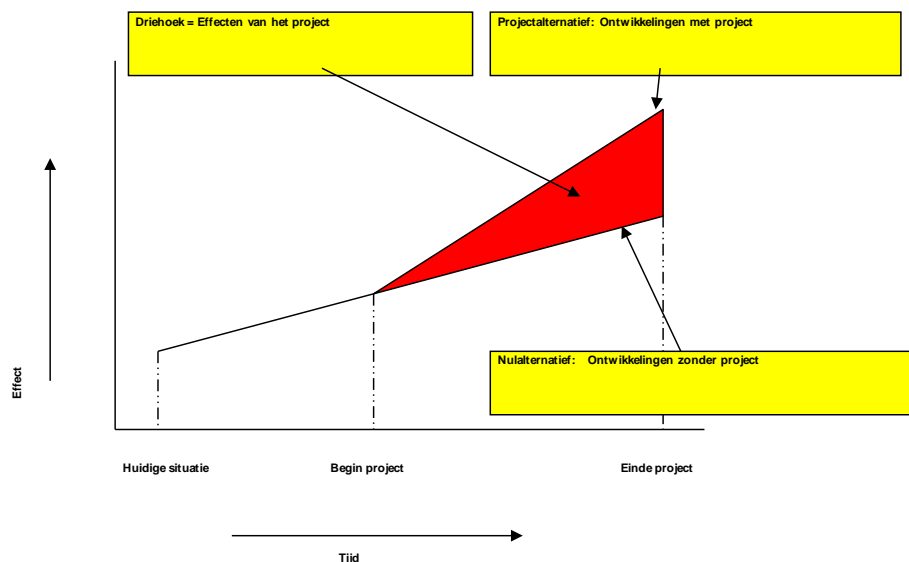 Driehoek = Effecten van het project
Projectalternatief: Ontwikkelingen met project
Effect
Nulalternatief: Ontwikkelingen zonder project
Huidige situatie
Begin project
Einde project
Tijd